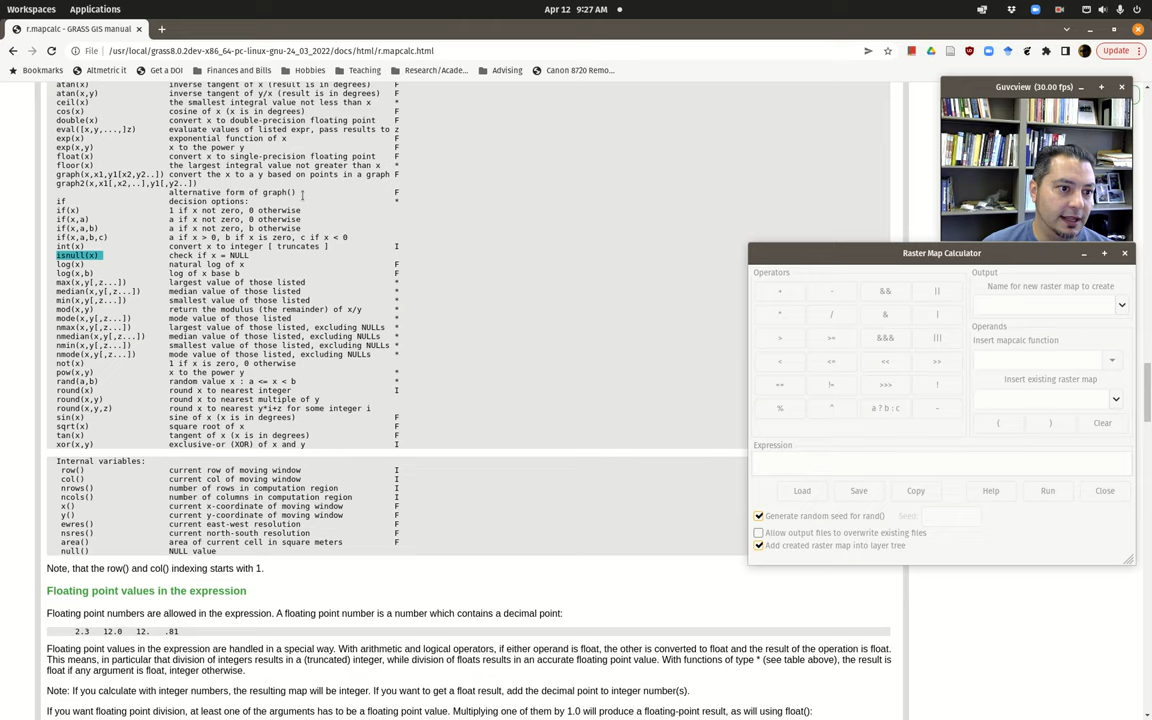 Workspaces Applications Apr 12 9:27 AM
r.mapcalc - GRASS GIS manual
File /usr/local/grass8.0.2dev-x86_64-pc-linux-gnu-24_03_2022/docs/html/r.mapcalc.html Update
Bookmarks Altmetric it Get a DOI Finances and Bills Hobbies Teaching Research/Acade... Advising Canon 8720 Remo...
atan(x) inverse tangent of x (result is in degrees) F
atan(x,y) inverse tangent of y/x (result is in degrees) F
ceil(x) the smallest integral value not less than x *
cos(x) cosine of x (x is in degrees) F
double(x) convert x to double-precision floating point F
eval([x,y,...,]z) evaluate values of listed expr, pass results to z
exp(x) exponential function of x F
exp(x,y) x to the power y F
float(x) convert x to single-precision floating point F
floor(x) the largest integral value not greater than x *
graph(x,x1,y1[x2,y2..]) convert the x to a y based on points in a graph F
graph2(x,x1[,x2,..],y1[,y2..])
alternative form of graph() F
if decision options: *
if(x) 1 if x not zero, 0 otherwise
if(x,a) a if x not zero, 0 otherwise
if(x,a,b) a if x not zero, b otherwise
if(x,a,b,c) a if x > 0, b if x is zero, c if x < 0
int(x) convert x to integer [ truncates ] I
isnull(x) check if x = NULL
log(x) natural log of x F
log(x,b) log of x base b F
max(x,y[,z...]) largest value of those listed *
median(x,y[,z...]) median value of those listed *
min(x,y[,z...]) smallest value of those listed *
mod(x,y) return the modulus (the remainder) of x/y *
mode(x,y[,z...]) mode value of those listed *
nmax(x,y[,z...]) largest value of those listed, excluding NULLs *
nmedian(x,y[,z...]) median value of those listed, excluding NULLs *
nmin(x,y[,z...]) smallest value of those listed, excluding NULLs *
nmode(x,y[,z...]) mode value of those listed, excluding NULLs *
not(x) 1 if x is zero, 0 otherwise
pow(x,y) x to the power y *
rand(a,b) random value x : a <= x < b *
round(x) round x to nearest integer I
round(x,y) round x to nearest multiple of y
round(x,y,z) round x to nearest y*i+z for some integer i
sin(x) sine of x (x is in degrees) F
sqrt(x) square root of x F
tan(x) tangent of x (x is in degrees) F
xor(x,y) exclusive-or (XOR) of x and y I
Internal variables:
row() current row of moving window I
col() current col of moving window I
nrows() number of rows in computation region I
ncols() number of columns in computation region I
x() current x-coordinate of moving window F
y() current y-coordinate of moving window F
ewres() current east-west resolution F
nsres() current north-south resolution F
area() area of current cell in square meters F
null() NULL value
Note, that the row() and col() indexing starts with 1.
Floating point values in the expression
Floating point numbers are allowed in the expression. A floating point number is a number which contains a decimal point:
2.3 12.0 12. .81
Floating point values in the expression are handled in a special way. With arithmetic and logical operators, if either operand is float, the other is converted to float and the result of the operation is float.
This means, in particular that division of integers results in a (truncated) integer, while division of floats results in an accurate floating point value. With functions of type * (see table above), the result is
float if any argument is float, integer otherwise.
Note: If you calculate with integer numbers, the resulting map will be integer. If you want to get a float result, add the decimal point to integer number(s).
If you want floating point division, at least one of the arguments has to be a floating point value. Multiplying one of them by 1.0 will produce a floating-point result, as will using float():
Guvcview (30.00 fps)
Raster Map Calculator
Operators Output
Name for new raster map to create
+ - && ||
* / & |
Operands
Insert mapcalc function
> >= &&& |||
< <= << >>
Insert existing raster map
== != >>> !
% ^ a ? b : c -
( ) Clear
Expression
Load Save Copy Help Run Close
Generate random seed for rand() Seed:
Allow output files to overwrite existing files
Add created raster map into layer tree